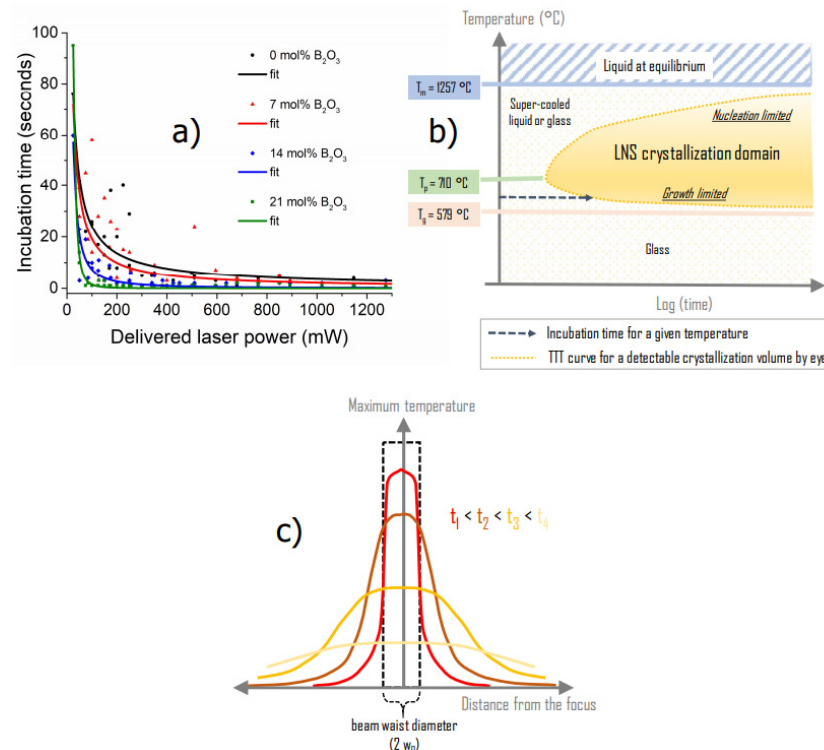 a)
Incubation time (seconds)
100
80
60
40
20
0
0 200 400 600 800 1000 1200
Delivered laser power (mW)
0 mol% B₂O₃
fit
7 mol% B₂O₃
fit
14 mol% B₂O₃
fit
21 mol% B₂O₃
fit
b)
Temperature (°C)
Liquid at equilibrium
Tₘ = 1257 °C
Super-cooled
liquid or glass
Nucleation limited
LNS crystallization domain
Tₚ = 710 °C
Growth limited
T𝗀 = 579 °C
Glass
Log (time)
Incubation time for a given temperature
TTT curve for a detectable crystallization volume by eye
c)
Maximum temperature
t₁ < t₂ < t₃ < t₄
Distance from the focus
beam waist diameter
(2 w₀)